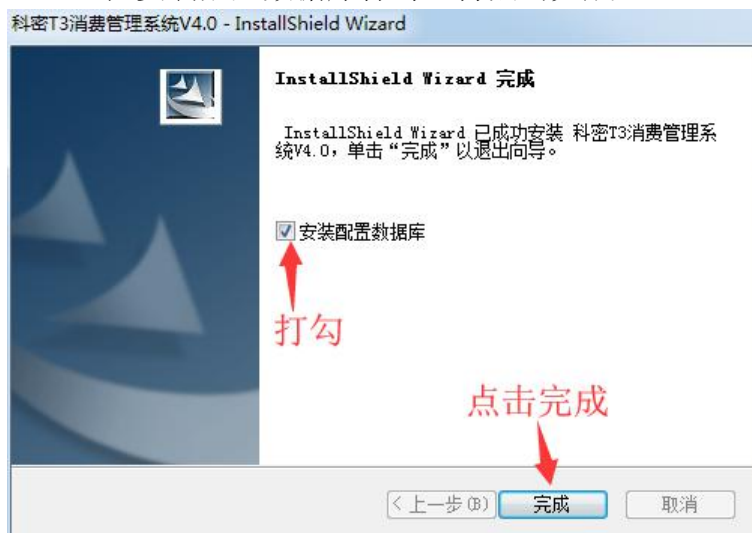 科密T3消费管理系统V4.0 - InstallShield Wizard
InstallShield Wizard 完成
InstallShield Wizard 已成功安装 科密T3消费管理系
统V4.0，单击“完成”以退出向导。
安装配置数据库
打勾
点击完成
< 上一步(B) 完成 取消